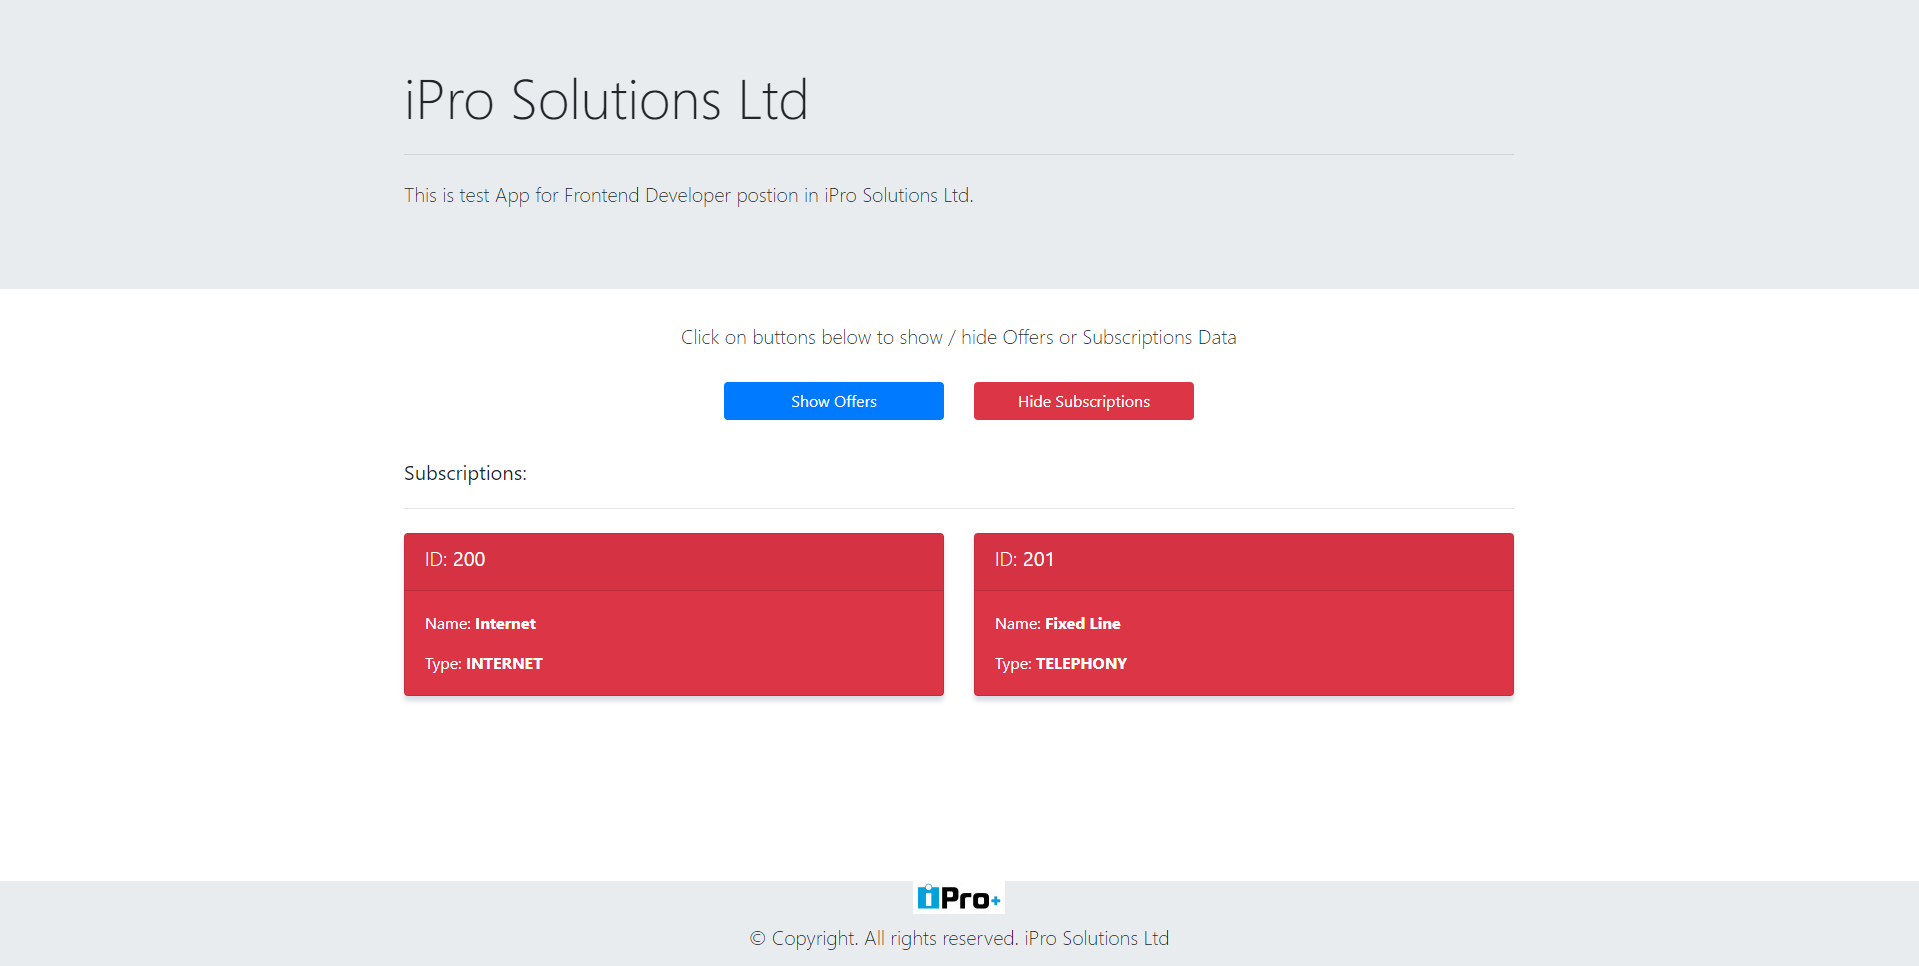 iPro Solutions Ltd
This is test App for Frontend Developer postion in iPro Solutions Ltd.
Click on buttons below to show / hide Offers or Subscriptions Data
Show Offers
Hide Subscriptions
Subscriptions:
ID: 200
Name: Internet
Type: INTERNET
ID: 201
Name: Fixed Line
Type: TELEPHONY
iPro+
© Copyright. All rights reserved. iPro Solutions Ltd